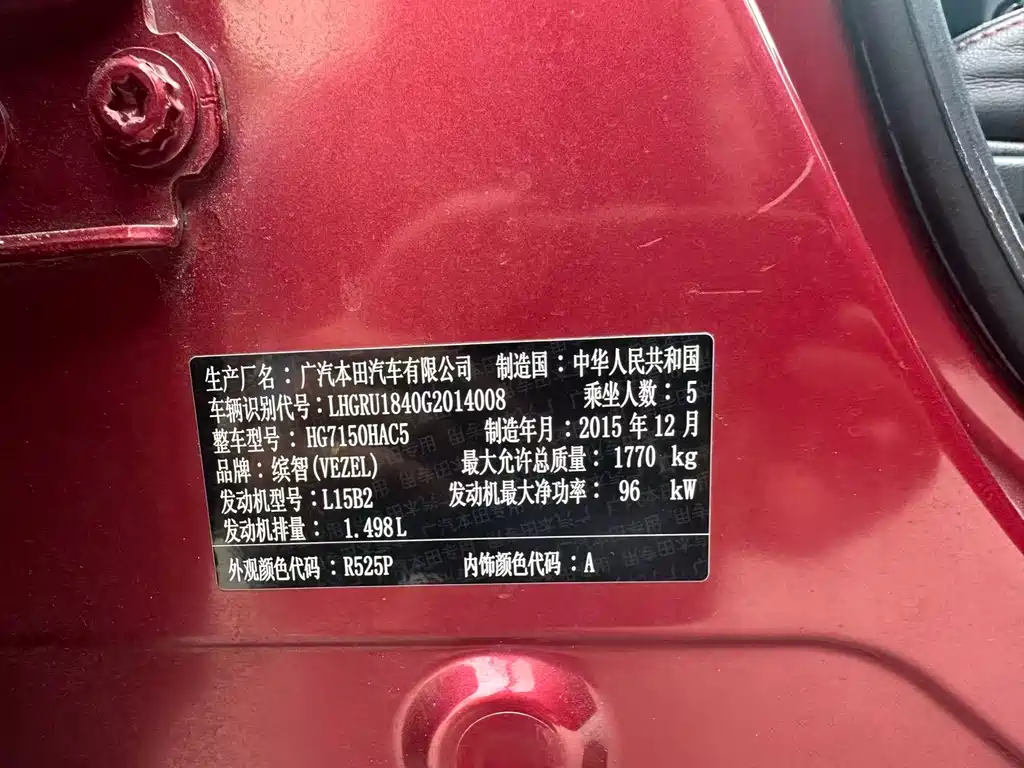 生产厂名：广汽本田汽车有限公司 制造国：中华人民共和国
车辆识别代号：LHGRU1840G2014008 乘坐人数：5
整车型号：HG7150HAC5 制造年月：2015 年 12 月
品牌：缤智(VEZEL) 最大允许总质量：1770 kg
发动机型号：L15B2 发动机最大净功率：96 kW
发动机排量：1.498L
外观颜色代码：R525P 内饰颜色代码：A